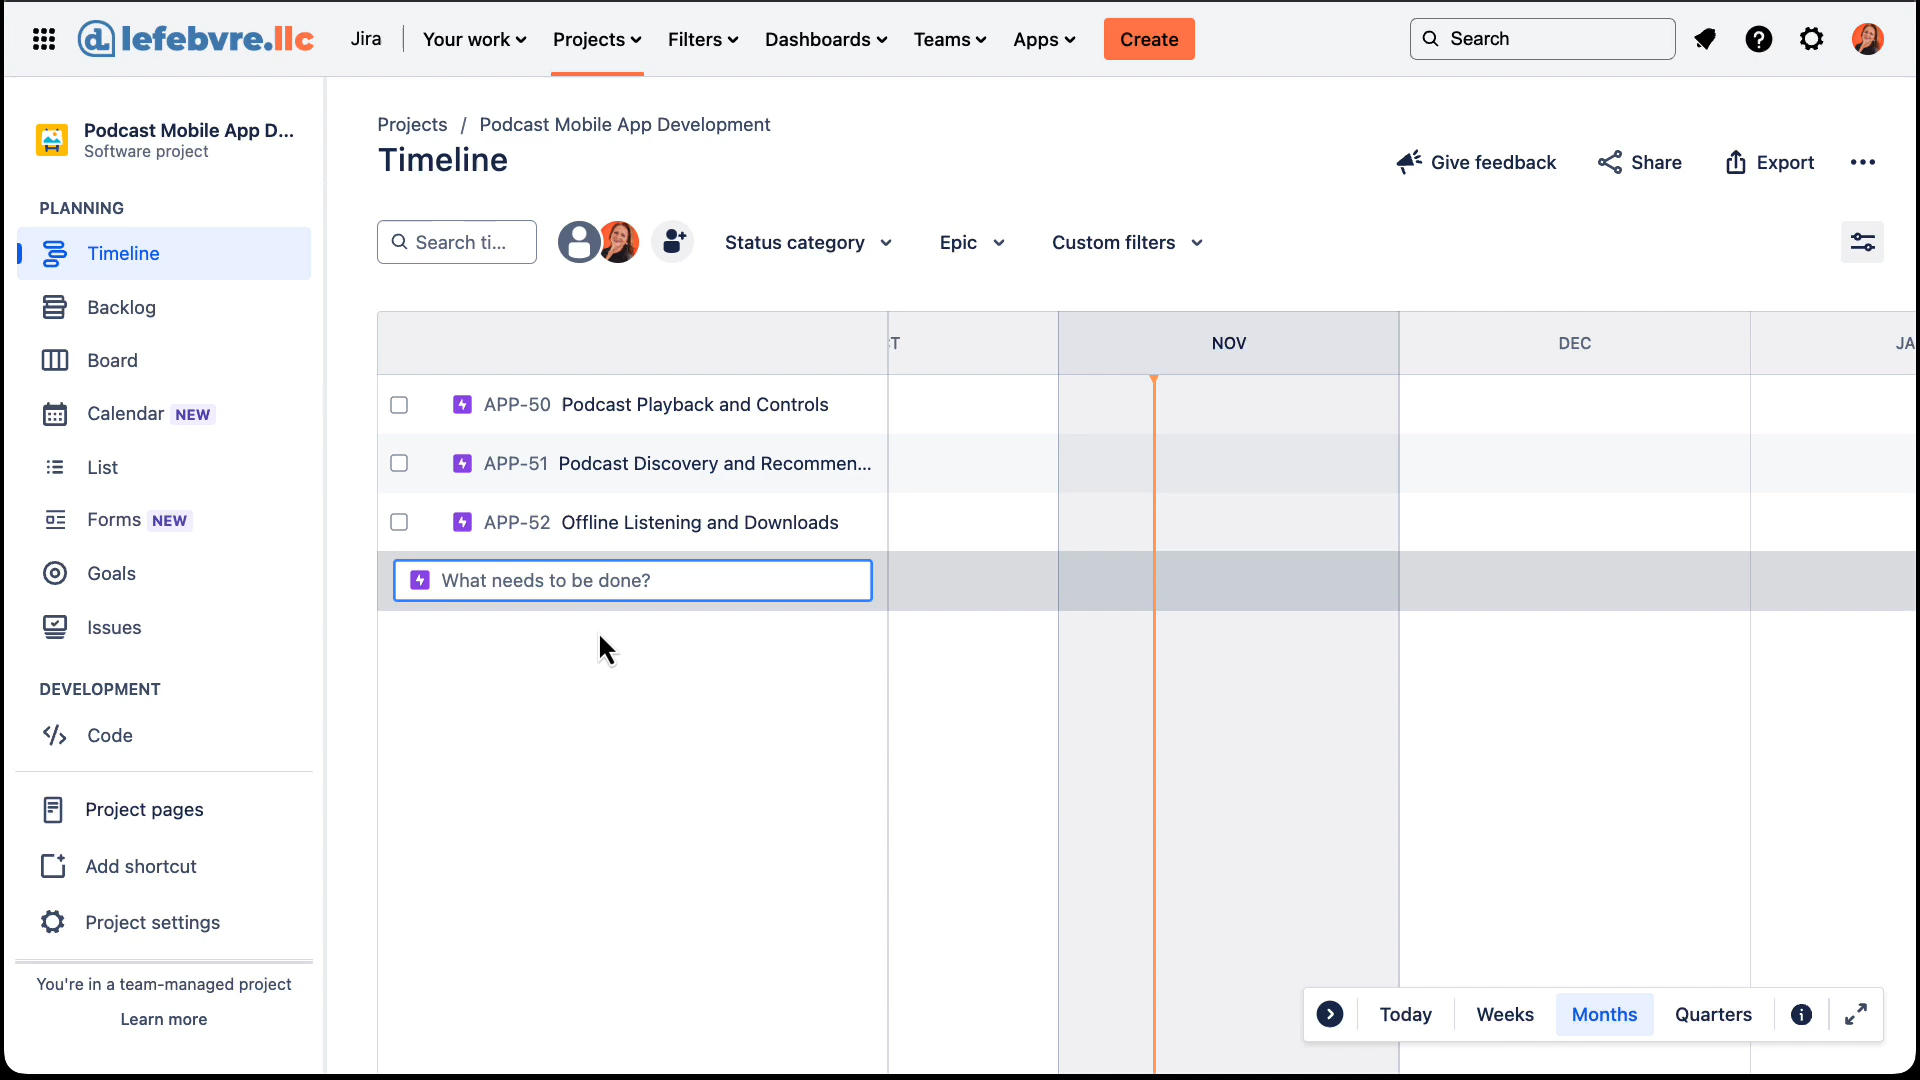 lefebvre.llc
Jira
Your work
Projects
Filters
Dashboards
Teams
Apps
Create
Search
Podcast Mobile App D...
Software project
PLANNING
Timeline
Backlog
Board
Calendar NEW
List
Forms NEW
Goals
Issues
DEVELOPMENT
Code
Project pages
Add shortcut
Project settings
You're in a team-managed project
Learn more
Projects / Podcast Mobile App Development
Timeline
Give feedback
Share
Export
Search ti...
Status category
Epic
Custom filters
T
NOV
DEC
JA
APP-50 Podcast Playback and Controls
APP-51 Podcast Discovery and Recommen...
APP-52 Offline Listening and Downloads
What needs to be done?
Today
Weeks
Months
Quarters